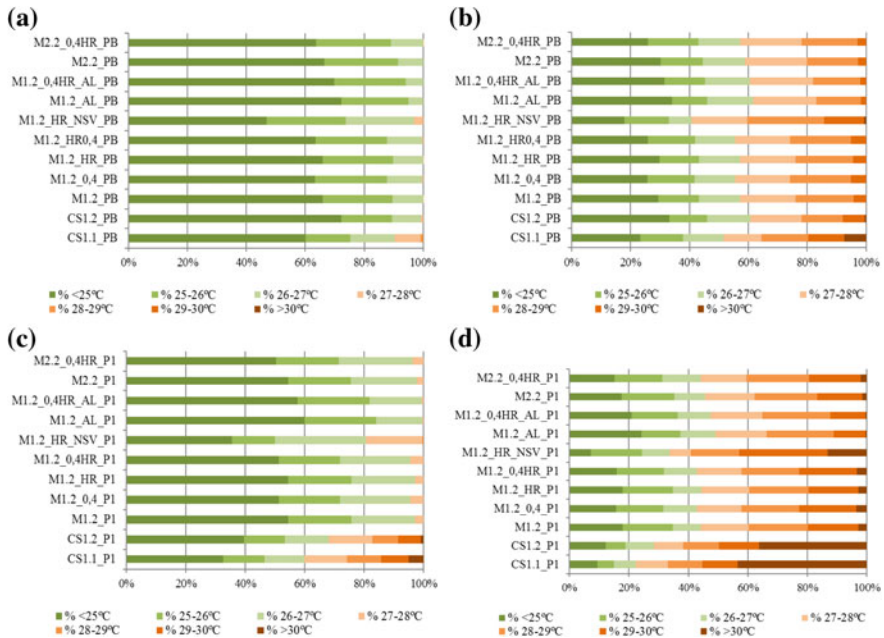 (a)
M2.2_0,4HR_PB
M2.2_PB
M1.2_0,4HR_AL_PB
M1.2_AL_PB
M1.2_HR_NSV_PB
M1.2_HR0,4_PB
M1.2_HR_PB
M1.2_0,4_PB
M1.2_PB
CS1.2_PB
CS1.1_PB
0% 20% 40% 60% 80% 100%
% <25ºC % 25-26ºC % 26-27ºC % 27-28ºC
% 28-29ºC % 29-30ºC % >30ºC
(b)
M2.2_0,4HR_PB
M2.2_PB
M1.2_0,4HR_AL_PB
M1.2_AL_PB
M1.2_HR_NSV_PB
M1.2_HR0,4_PB
M1.2_HR_PB
M1.2_0,4_PB
M1.2_PB
CS1.2_PB
CS1.1_PB
0% 20% 40% 60% 80% 100%
% <25ºC % 25-26ºC % 26-27ºC % 27-28ºC
% 28-29ºC % 29-30ºC % >30ºC
(c)
M2.2_0,4HR_P1
M2.2_P1
M1.2_0,4HR_AL_P1
M1.2_AL_P1
M1.2_HR_NSV_P1
M1.2_0,4HR_P1
M1.2_HR_P1
M1.2_0,4_P1
M1.2_P1
CS1.2_P1
CS1.1_P1
0% 20% 40% 60% 80% 100%
% <25ºC % 25-26ºC % 26-27ºC % 27-28ºC
% 28-29ºC % 29-30ºC % >30ºC
(d)
M2.2_0,4HR_P1
M2.2_P1
M1.2_0,4HR_AL_P1
M1.2_AL_P1
M1.2_HR_NSV_P1
M1.2_0,4HR_P1
M1.2_HR_P1
M1.2_0,4_P1
M1.2_P1
CS1.2_P1
CS1.1_P1
0% 20% 40% 60% 80% 100%
% <25ºC % 25-26ºC % 26-27ºC % 27-28ºC
% 28-29ºC % 29-30ºC % >30ºC